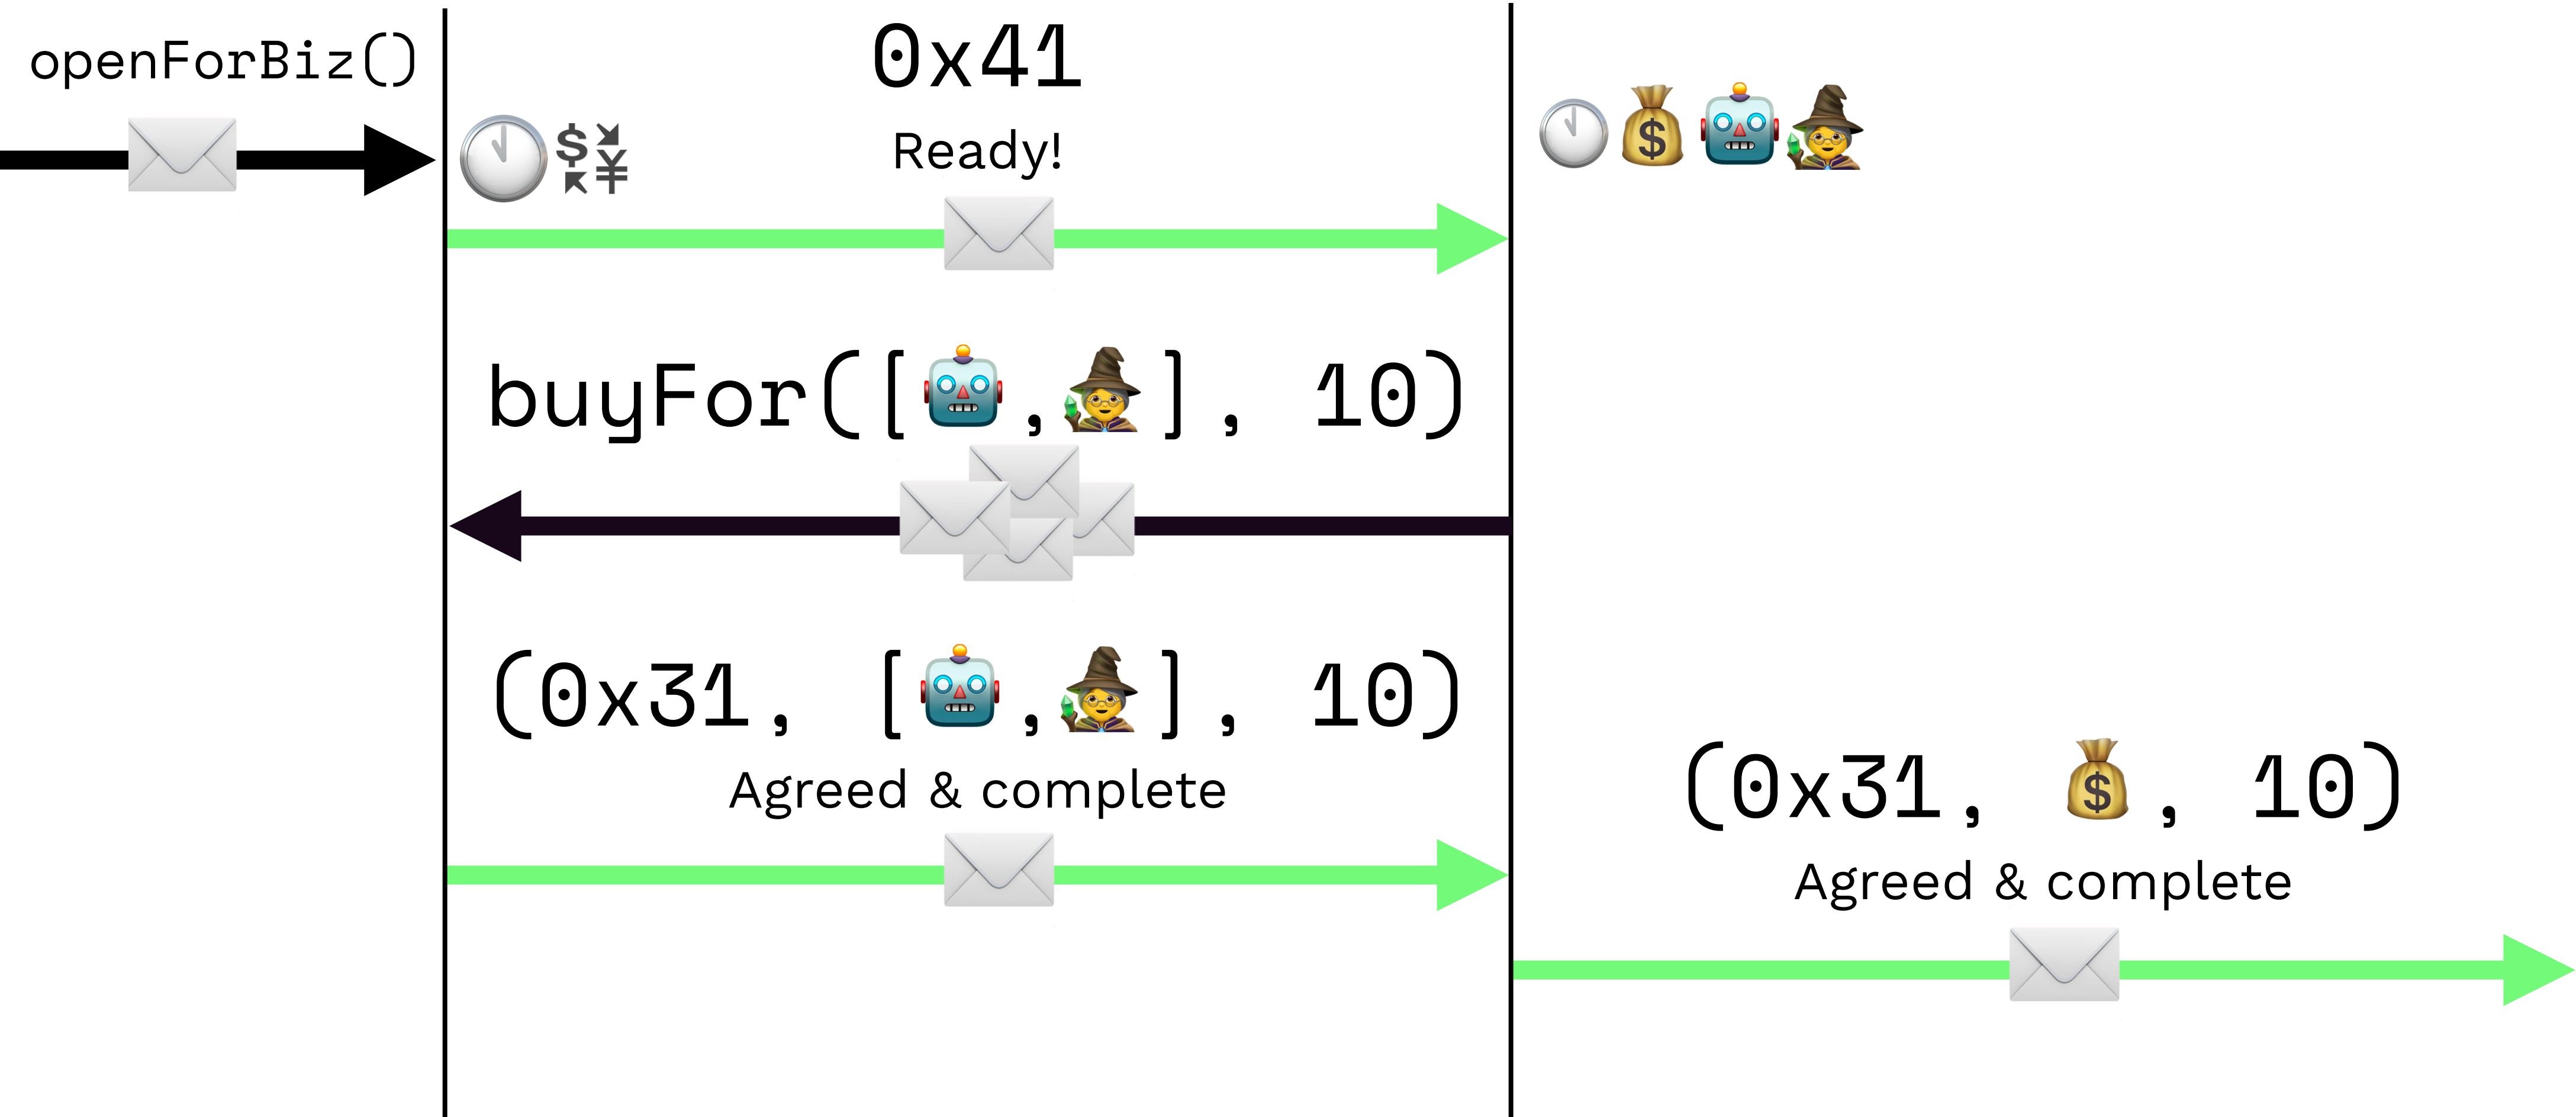 openForBiz()
0x41
Ready!
buyFor([🤖,🧙], 10)
(0x31, [🤖,🧙], 10)
Agreed & complete
(0x31, 💰, 10)
Agreed & complete